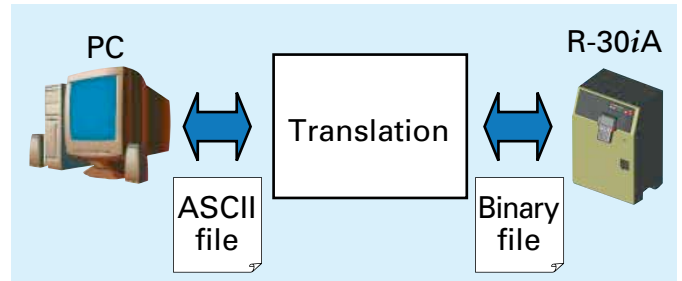 PC
R-30iA
Translation
ASCII
file
Binary
file